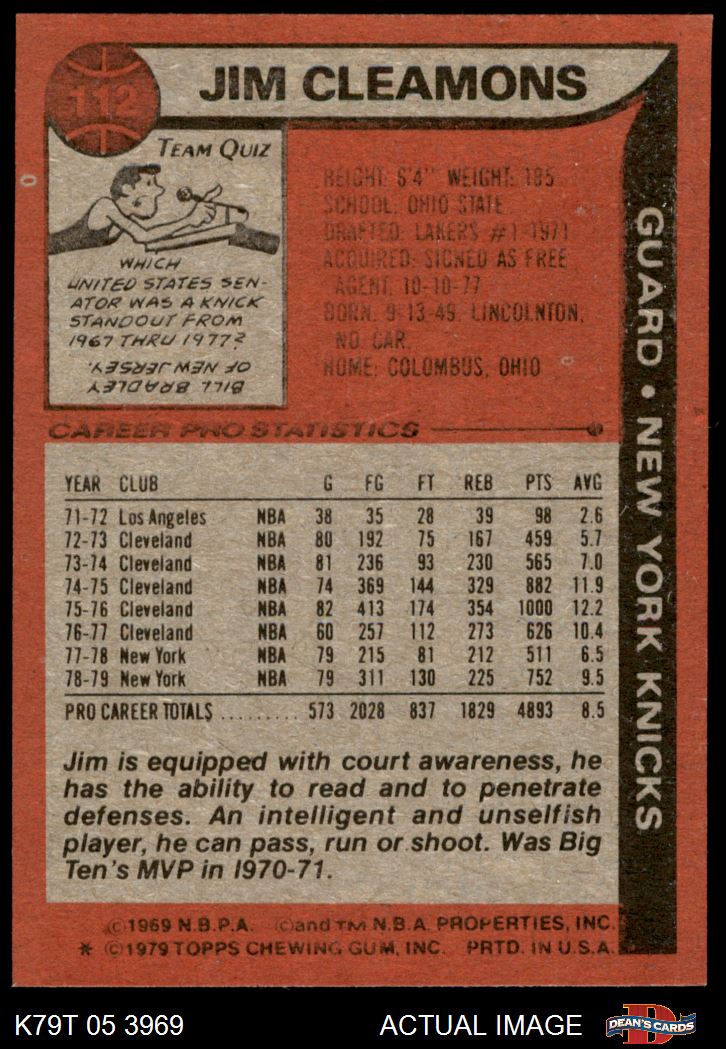 112
JIM CLEAMONS
TEAM QUIZ
WHICH
UNITED STATES SEN-
ATOR WAS A KNICK
STANDOUT FROM
1967 THRU 1977?
BILL BRADLEY
OF NEW JERSEY.
HEIGHT: 6'4" WEIGHT: 185
SCHOOL: OHIO STATE
DRAFTED: LAKERS #1-1971
ACQUIRED: SIGNED AS FREE
AGENT, 10-10-77
BORN: 9-13-49, LINCOLNTON,
NO. CAR.
HOME: COLOMBUS, OHIO
GUARD • NEW YORK KNICKS
CAREER PRO STATISTICS
YEAR CLUB G FG FT REB PTS AVG
71-72 Los Angeles NBA 38 35 28 39 98 2.6
72-73 Cleveland NBA 80 192 75 167 459 5.7
73-74 Cleveland NBA 81 236 93 230 565 7.0
74-75 Cleveland NBA 74 369 144 329 882 11.9
75-76 Cleveland NBA 82 413 174 354 1000 12.2
76-77 Cleveland NBA 60 257 112 273 626 10.4
77-78 New York NBA 79 215 81 212 511 6.5
78-79 New York NBA 79 311 130 225 752 9.5
PRO CAREER TOTALS ......... 573 2028 837 1829 4893 8.5
Jim is equipped with court awareness, he
has the ability to read and to penetrate
defenses. An intelligent and unselfish
player, he can pass, run or shoot. Was Big
Ten's MVP in 1970-71.
©1969 N.B.P.A. ©and TM N.B.A. PROPERTIES, INC.
* ©1979 TOPPS CHEWING GUM, INC. PRTD. IN U.S.A.
K79T 05 3969
ACTUAL IMAGE
D
DEAN'S CARDS